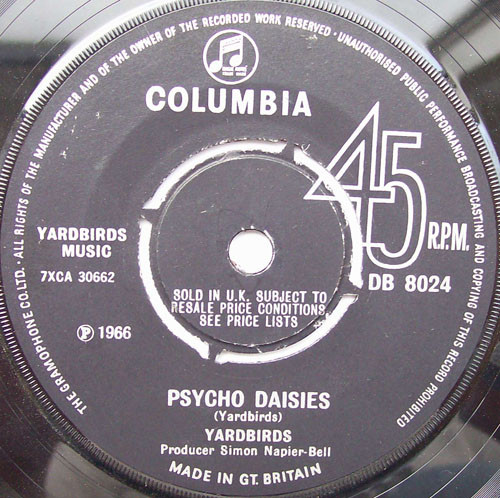 THE GRAMOPHONE CO.LTD. · ALL RIGHTS OF THE MANUFACTURER AND OF THE OWNER OF THE RECORDED WORK RESERVED · UNAUTHORISED PUBLIC PERFORMANCE BROADCASTING AND COPYING OF THIS RECORD PROHIBITED
COLUMBIA
45
R.P.M.
YARDBIRDS
MUSIC
7XCA 30662
DB 8024
SOLD IN U.K. SUBJECT TO
RESALE PRICE CONDITIONS,
SEE PRICE LISTS
Ⓟ 1966
PSYCHO DAISIES
(Yardbirds)
YARDBIRDS
Producer Simon Napier-Bell
MADE IN GT. BRITAIN